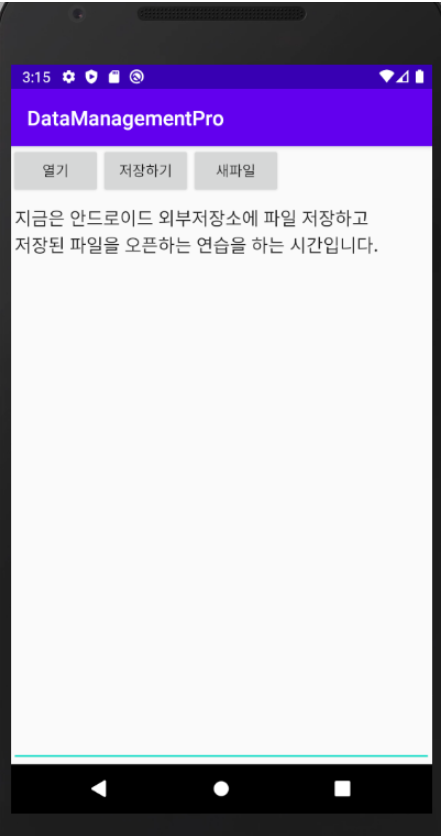 3:15
DataManagementPro
열기 저장하기 새파일
지금은 안드로이드 외부저장소에 파일 저장하고
저장된 파일을 오픈하는 연습을 하는 시간입니다.